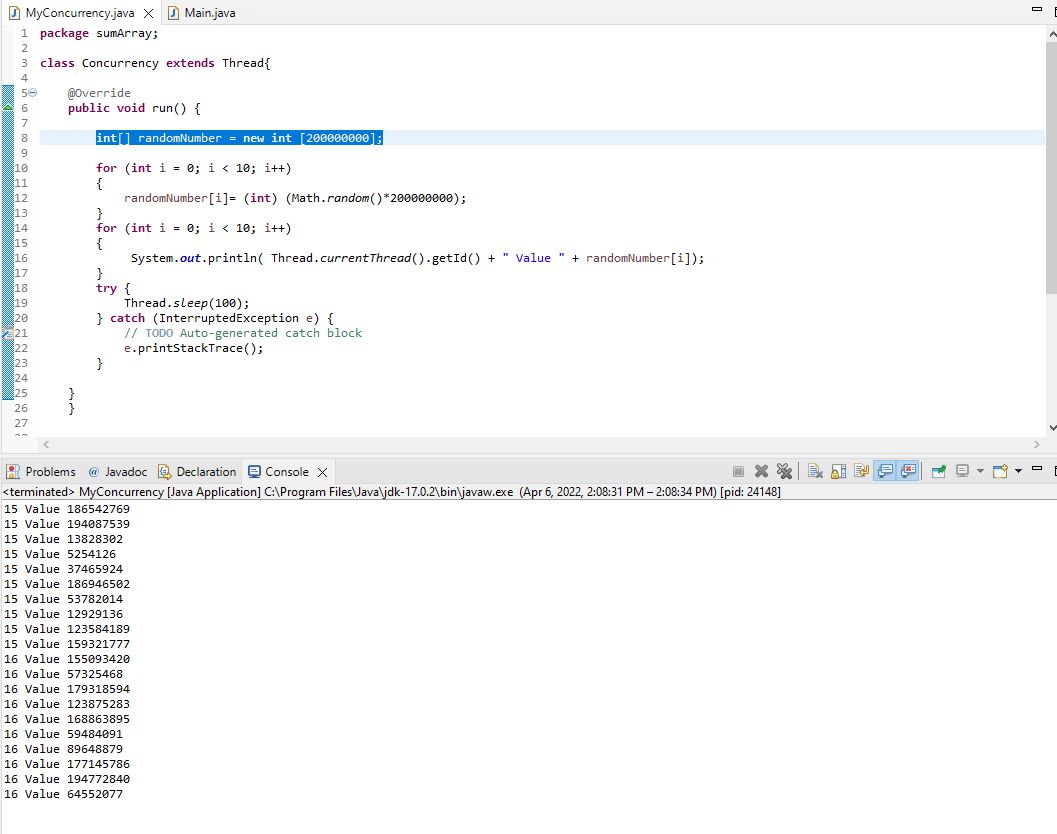 MyConcurrency.java Main.java
1 package sumArray;
2
3 class Concurrency extends Thread{
4
5 @Override
6 public void run() {
7
8 int[] randomNumber = new int [200000000];
9
10 for (int i = 0; i < 10; i++)
11 {
12 randomNumber[i]= (int) (Math.random()*200000000);
13 }
14 for (int i = 0; i < 10; i++)
15 {
16 System.out.println( Thread.currentThread().getId() + " Value " + randomNumber[i]);
17 }
18 try {
19 Thread.sleep(100);
20 } catch (InterruptedException e) {
21 // TODO Auto-generated catch block
22 e.printStackTrace();
23 }
24
25 }
26 }
27
28
Problems @ Javadoc Declaration Console
<terminated> MyConcurrency [Java Application] C:\Program Files\Java\jdk-17.0.2\bin\javaw.exe (Apr 6, 2022, 2:08:31 PM – 2:08:34 PM) [pid: 24148]
15 Value 186542769
15 Value 194087539
15 Value 13828302
15 Value 5254126
15 Value 37465924
15 Value 186946502
15 Value 53782014
15 Value 12929136
15 Value 123584189
15 Value 159321777
16 Value 155093420
16 Value 57325468
16 Value 179318594
16 Value 123875283
16 Value 168863895
16 Value 59484091
16 Value 89648879
16 Value 177145786
16 Value 194772840
16 Value 64552077